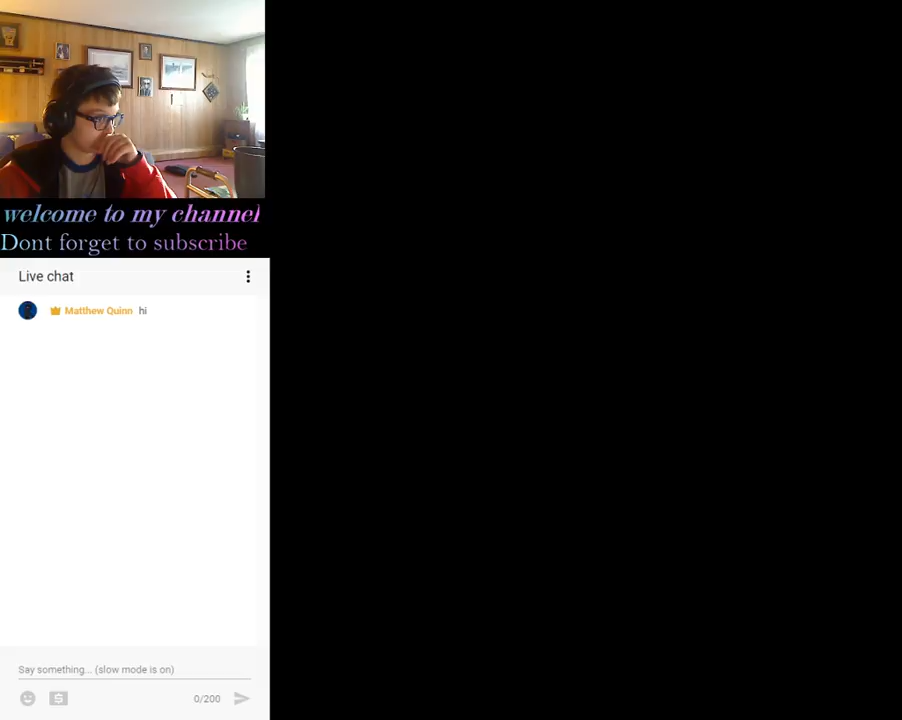 welcome to my channel
Dont forget to subscribe
Live chat
Matthew Quinn hi
Say something... (slow mode is on)
0/200